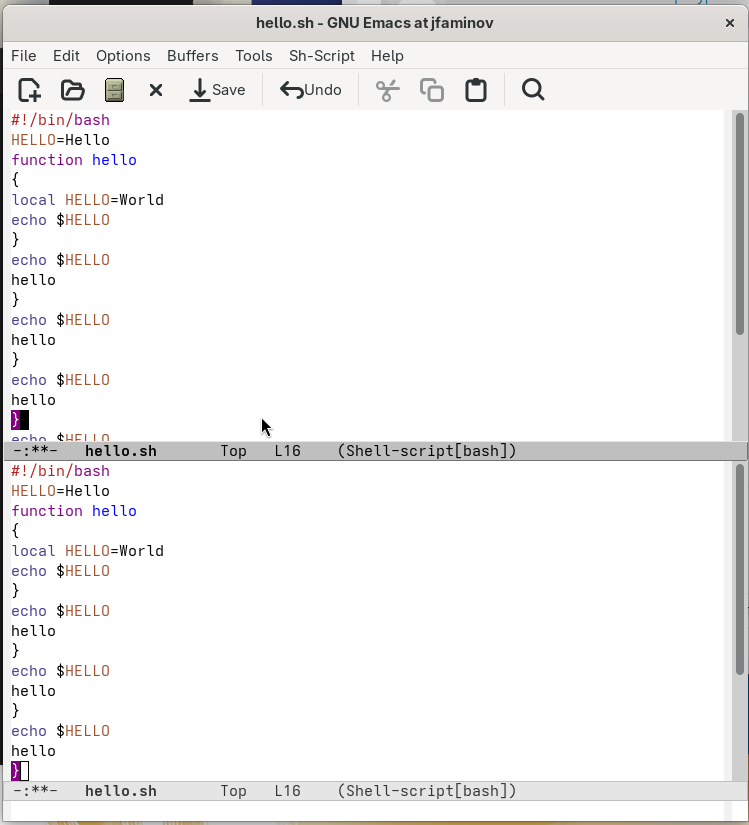 hello.sh - GNU Emacs at jfaminov
File Edit Options Buffers Tools Sh-Script Help
Save Undo
#!/bin/bash
HELLO=Hello
function hello
{
local HELLO=World
echo $HELLO
}
echo $HELLO
hello
}
echo $HELLO
hello
}
echo $HELLO
hello
}
echo $HELLO
-:**- hello.sh Top L16 (Shell-script[bash])
#!/bin/bash
HELLO=Hello
function hello
{
local HELLO=World
echo $HELLO
}
echo $HELLO
hello
}
echo $HELLO
hello
}
echo $HELLO
hello
}
-:**- hello.sh Top L16 (Shell-script[bash])